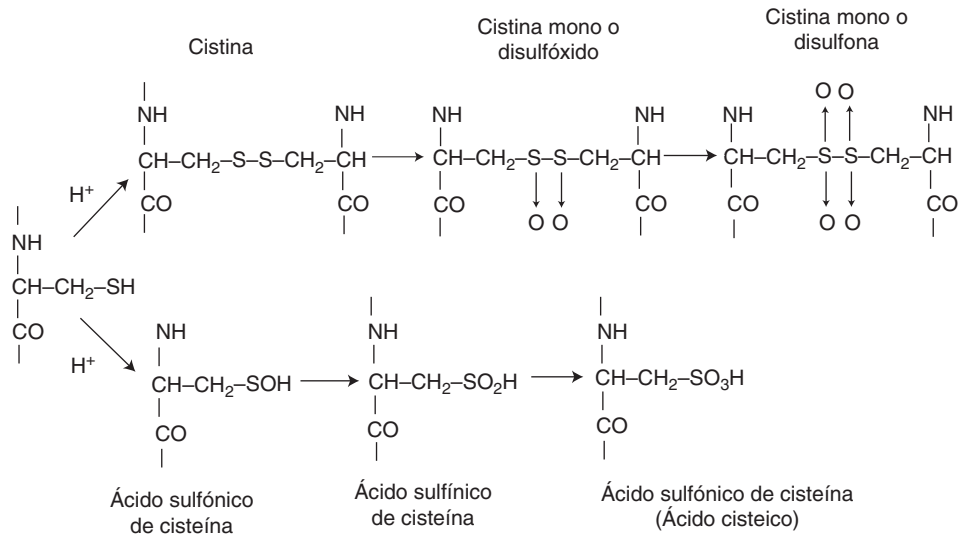 Cistina
Cistina mono o
disulfóxido
Cistina mono o
disulfona
O O
NH NH NH NH NH NH
CH–CH₂–S–S–CH₂–CH
CH–CH₂–S–S–CH₂–CH
CH–CH₂–S–S–CH₂–CH
H⁺
CO CO CO CO CO CO
O O
O O
NH
CH–CH₂–SH
CO
H⁺
NH NH NH
CH–CH₂–SOH
CH–CH₂–SO₂H
CH–CH₂–SO₃H
CO CO CO
Ácido sulfónico
de cisteína
Ácido sulfínico
de cisteína
Ácido sulfónico de cisteína
(Ácido cisteico)